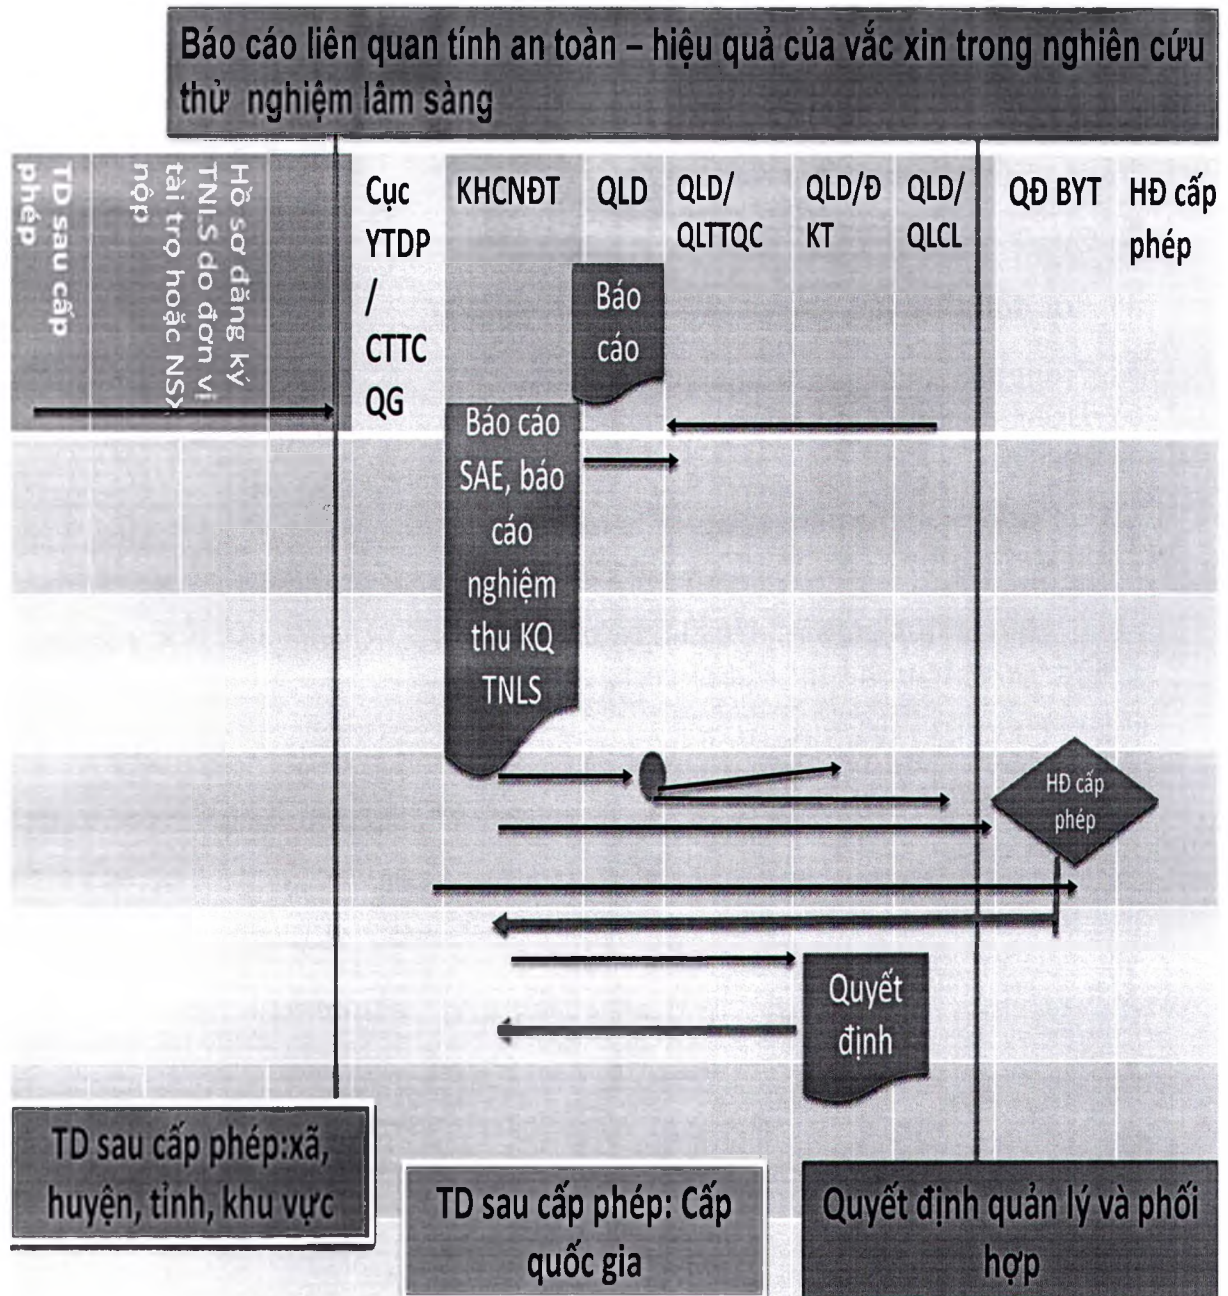 Báo cáo liên quan tính an toàn – hiệu quả của vắc xin trong nghiên cứu
thử nghiệm lâm sàng
TD sau cấp
phép
Hồ sơ đăng ký
TNLS do đơn vị
tài trợ hoặc NSX
nộp
Cục
YTDP
/
CTTC
QG
KHCNĐT
QLD
QLD/
QLTTQC
QLD/Đ
KT
QLD/
QLCL
QĐ BYT
HĐ cấp
phép
Báo
cáo
Báo cáo
SAE, báo
cáo
nghiệm
thu KQ
TNLS
HĐ cấp
phép
Quyết
định
TD sau cấp phép:xã,
huyện, tỉnh, khu vực
TD sau cấp phép: Cấp
quốc gia
Quyết định quản lý và phối
hợp